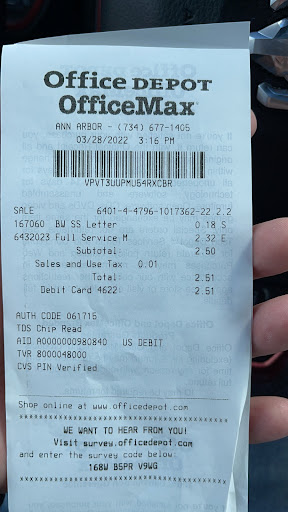 Office DEPOT
OfficeMax
ANN ARBOR - (734) 677-1405
03/28/2022 3:16 PM
VPVT3UUPMU64RXCBR
SALE 6401-4-4796-1017362-22.2.2
167060 BW SS Letter 0.18 S
6432023 Full Service M 2.32 E
Subtotal: 2.50
Sales and Use Tax: 0.01
Total: 2.51
Debit Card 4622: 2.51
AUTH CODE 061715
TDS Chip Read
AID A0000000980840 US DEBIT
TVR 8000048000
CVS PIN Verified
Shop online at www.officedepot.com
WE WANT TO HEAR FROM YOU!
Visit survey.officedepot.com
and enter the survey code below:
168W B5PR V9WG